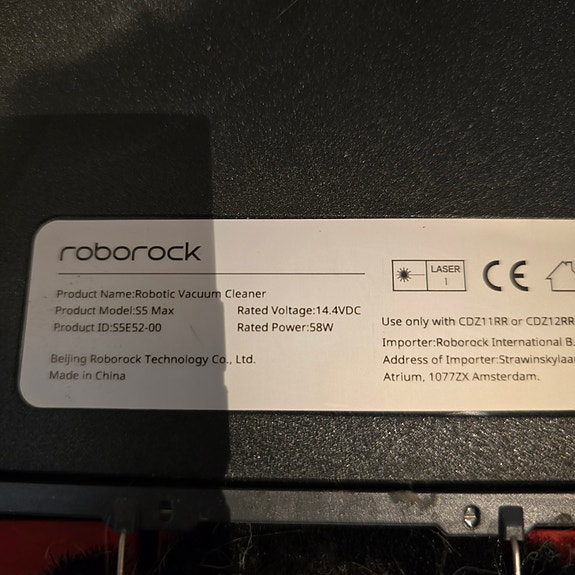 roborock
Product Name:Robotic Vacuum Cleaner
Product Model:S5 Max
Rated Voltage:14.4VDC
Product ID:S5E52-00
Rated Power:58W
Beijing Roborock Technology Co., Ltd.
Made in China
LASER
1
CE
Use only with CDZ11RR or CDZ12RR
Importer:Roborock International B.
Address of Importer:Strawinskylaa
Atrium, 1077ZX Amsterdam.